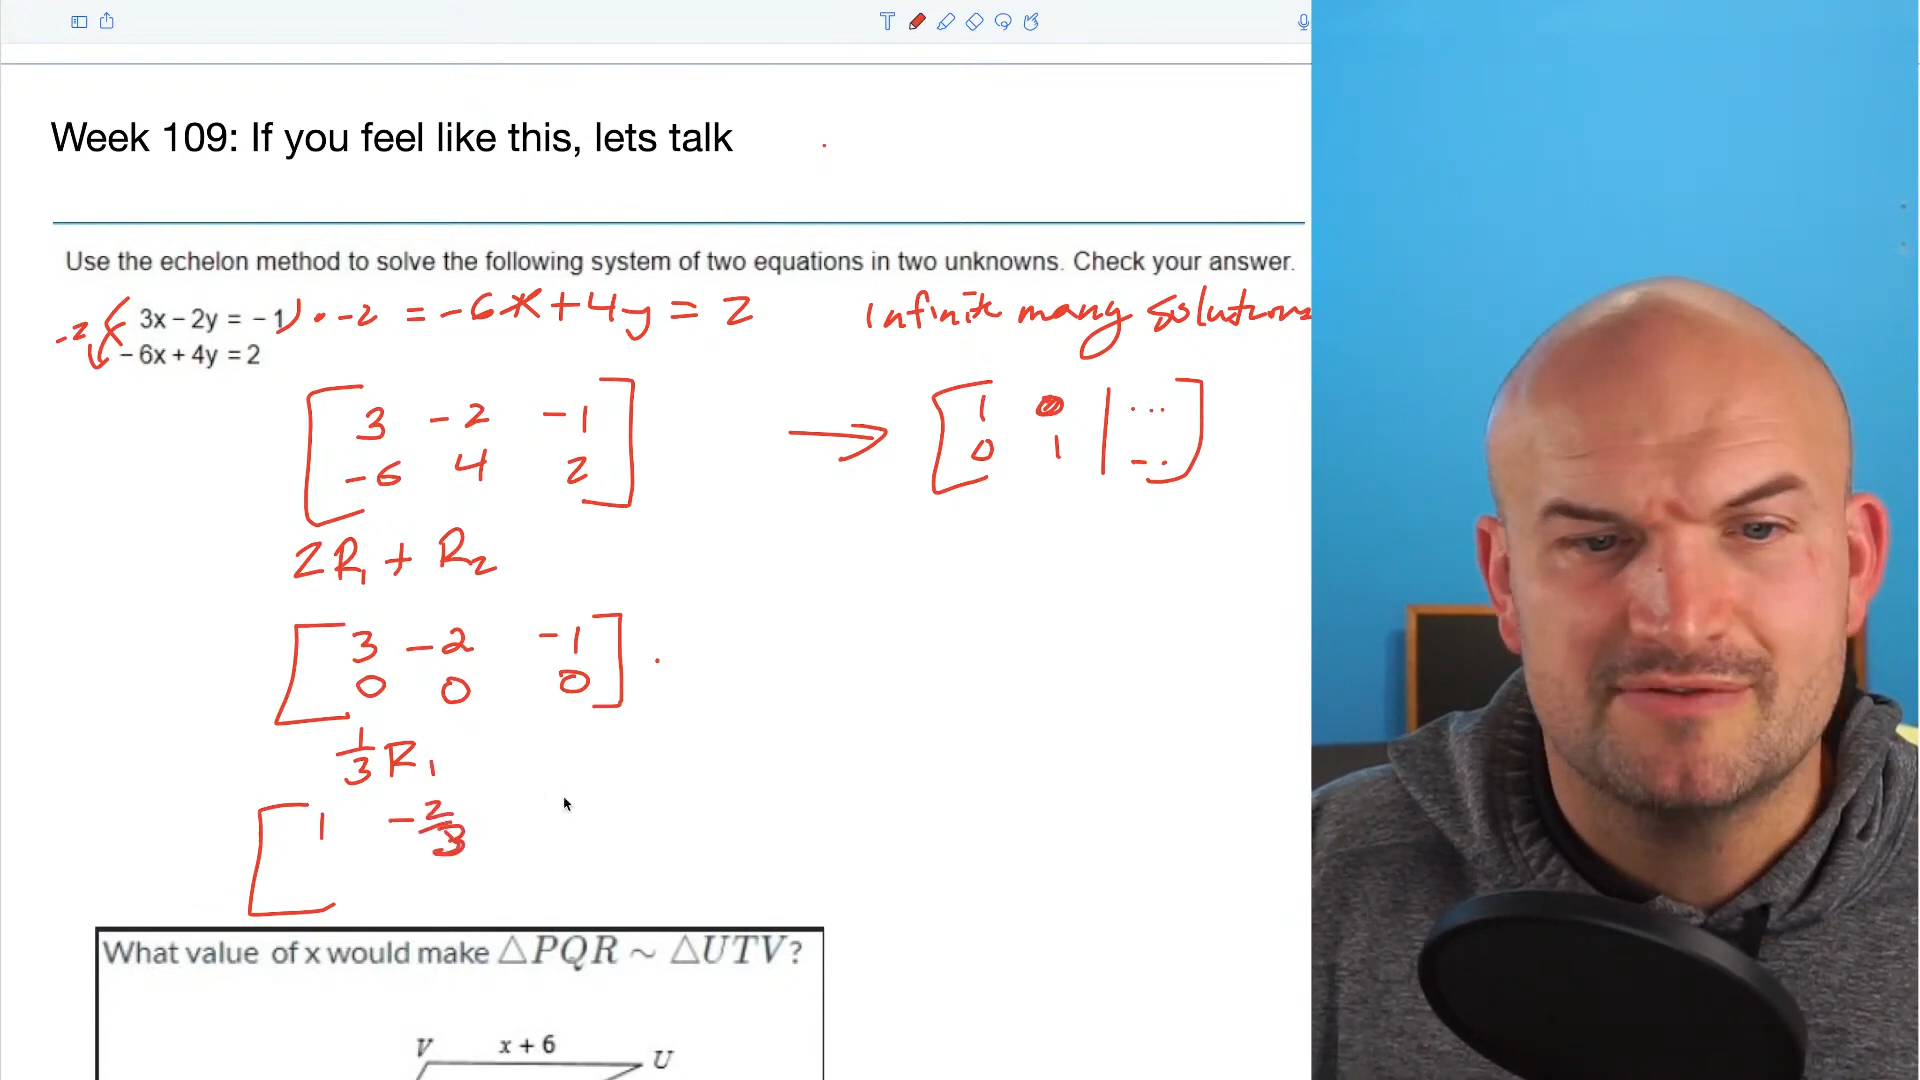 Week 109: If you feel like this, lets talk
Use the echelon method to solve the following system of two equations in two unknowns. Check your answer.
-2 ( 3x – 2y = – 1 ) · -2 = -6x + 4y = 2 infinite many solutions
– 6x + 4y = 2
3 -2 -1
-6 4 2
→ 1 0 | ...
0 1 | -.
2R1 + R2
3 -2 -1
0 0 0
1/3 R1
1 -2/3
What value of x would make △PQR ~ △UTV?
V x + 6 U